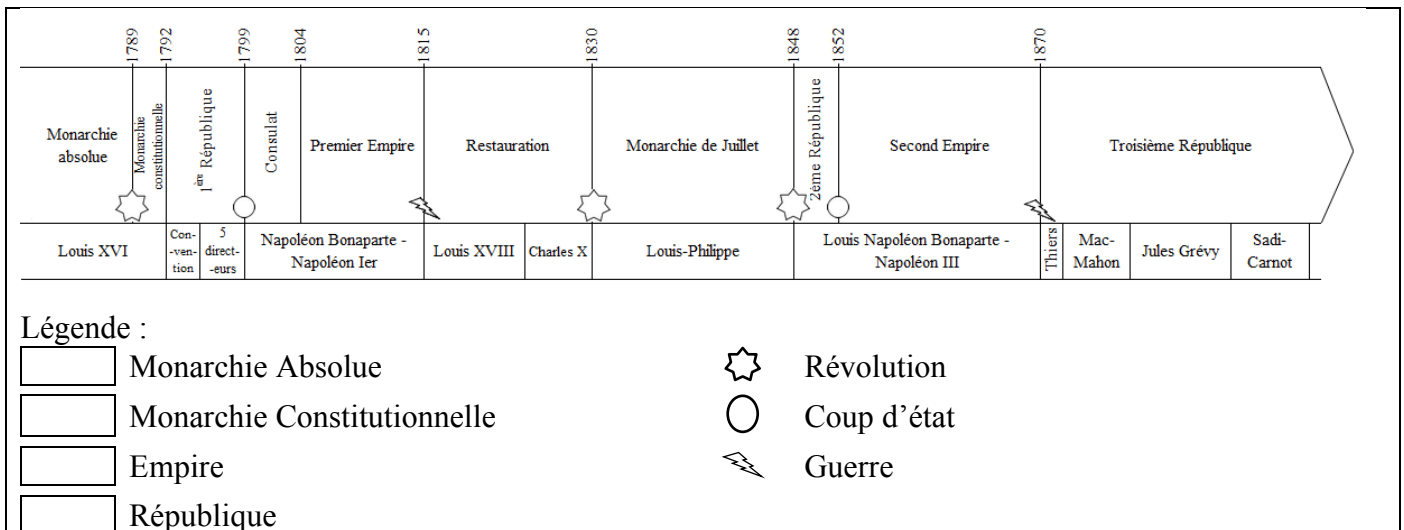 1789
1792
1799
1804
1815
1830
1848
1852
1870
Monarchie
absolue
Monarchie
constitutionnelle
1ère République
Consulat
Premier Empire
Restauration
Monarchie de Juillet
2ème République
Second Empire
Troisième République
Louis XVI
Con-
-ven-
tion
5
direct-
-eurs
Napoléon Bonaparte -
Napoléon Ier
Louis XVIII
Charles X
Louis-Philippe
Louis Napoléon Bonaparte -
Napoléon III
Thiers
Mac-
Mahon
Jules Grévy
Sadi-
Carnot
Légende :
Monarchie Absolue
Révolution
Monarchie Constitutionnelle
Coup d’état
Empire
Guerre
République